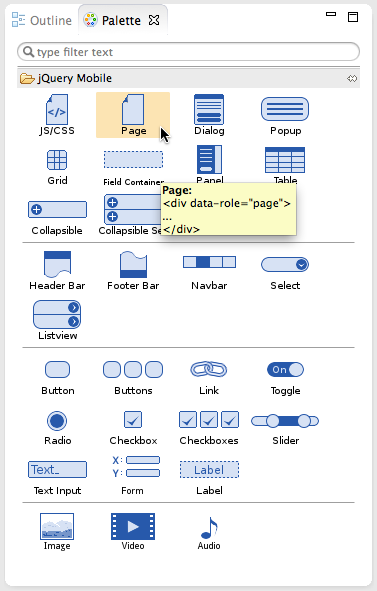 Outline Palette
type filter text
jQuery Mobile
</>
JS/CSS Page Dialog Popup
Grid Field Container Panel Table
Page:
<div data-role="page">
...
</div>
Collapsible Collapsible Se
Header Bar Footer Bar Navbar Select
Listview
On
Button Buttons Link Toggle
Radio Checkbox Checkboxes Slider
Text_ X: Y: Label
Text Input Form Label
Image Video Audio